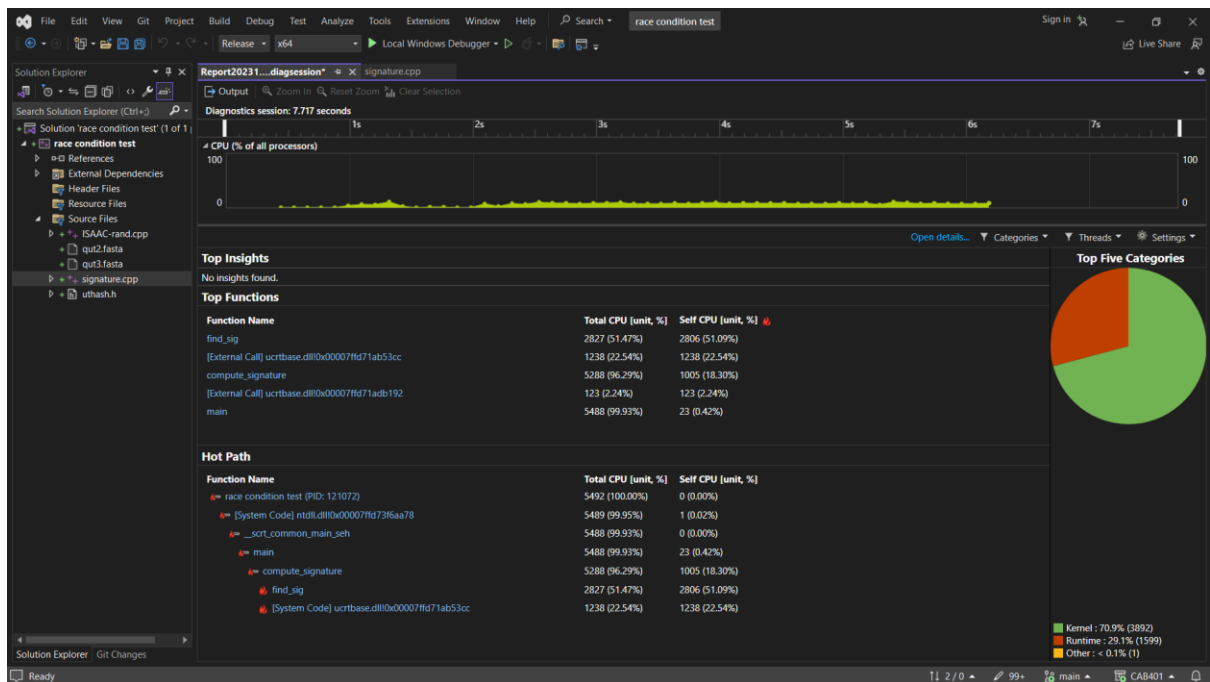 File Edit View Git Project Build Debug Test Analyze Tools Extensions Window Help Search race condition test Sign in
Release x64 Local Windows Debugger Live Share
Solution Explorer
Search Solution Explorer (Ctrl+;)
Solution 'race condition test' (1 of 1
race condition test
References
External Dependencies
Header Files
Resource Files
Source Files
ISAAC-rand.cpp
qut2.fasta
qut3.fasta
signature.cpp
uthash.h
Solution Explorer Git Changes
Report20231....diagsession* signature.cpp
Output Zoom In Reset Zoom Clear Selection
Diagnostics session: 7.717 seconds
1s 2s 3s 4s 5s 6s 7s
CPU (% of all processors)
100 100
0 0
Open details... Categories Threads Settings
Top Insights
No insights found.
Top Functions
Function Name Total CPU [unit, %] Self CPU [unit, %]
find_sig 2827 (51.47%) 2806 (51.09%)
[External Call] ucrtbase.dll!0x00007ffd71ab53cc 1238 (22.54%) 1238 (22.54%)
compute_signature 5288 (96.29%) 1005 (18.30%)
[External Call] ucrtbase.dll!0x00007ffd71adb192 123 (2.24%) 123 (2.24%)
main 5488 (99.93%) 23 (0.42%)
Hot Path
Function Name Total CPU [unit, %] Self CPU [unit, %]
race condition test (PID: 121072) 5492 (100.00%) 0 (0.00%)
[System Code] ntdll.dll!0x00007ffd73f6aa78 5489 (99.95%) 1 (0.02%)
__scrt_common_main_seh 5488 (99.93%) 0 (0.00%)
main 5488 (99.93%) 23 (0.42%)
compute_signature 5288 (96.29%) 1005 (18.30%)
find_sig 2827 (51.47%) 2806 (51.09%)
[System Code] ucrtbase.dll!0x00007ffd71ab53cc 1238 (22.54%) 1238 (22.54%)
Top Five Categories
Kernel : 70.9% (3892)
Runtime : 29.1% (1599)
Other : < 0.1% (1)
Ready 2 / 0 99+ main CAB401